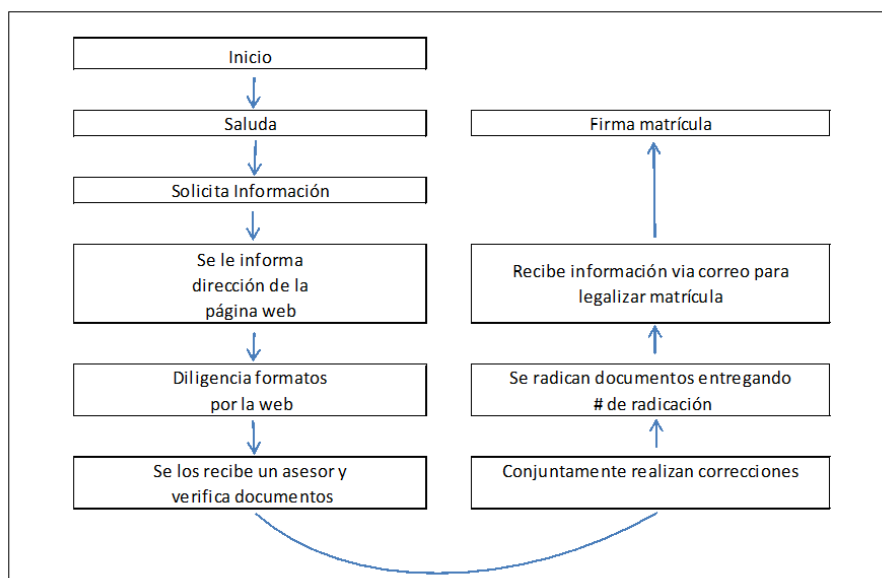 Inicio
Saluda
Solicita Información
Se le informa
dirección de la
página web
Diligencia formatos
por la web
Se los recibe un asesor y
verifica documentos
Conjuntamente realizan correcciones
Se radican documentos entregando
# de radicación
Recibe información via correo para
legalizar matrícula
Firma matrícula